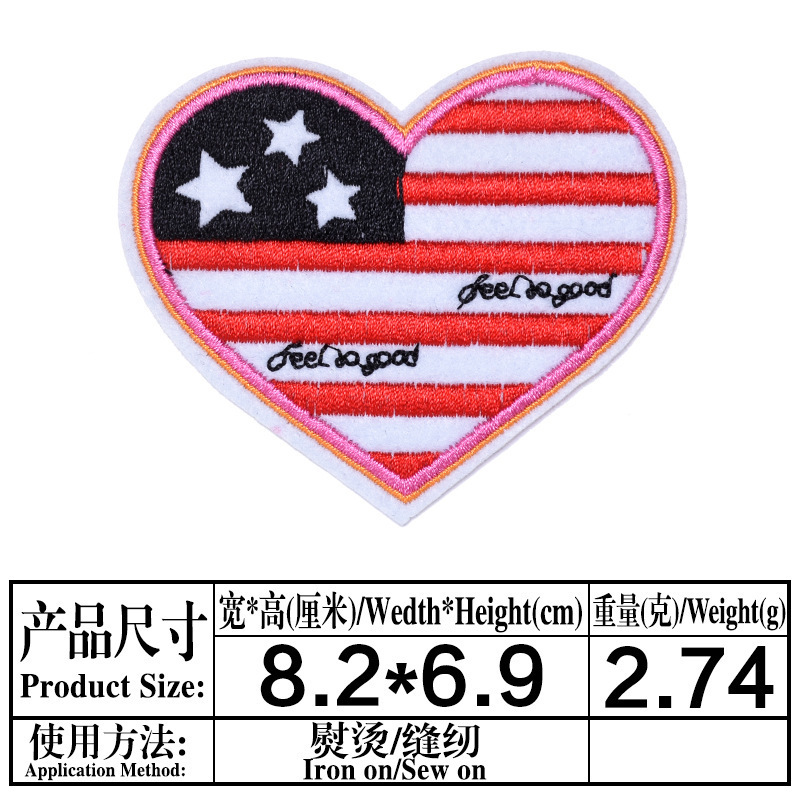 feel so good
feel so good
产品尺寸
Product Size:
宽*高(厘米)/Wedth*Height(cm)
重量(克)/Weight(g)
8.2*6.9
2.74
使用方法:
Application Method:
熨烫/缝纫
Iron on/Sew on